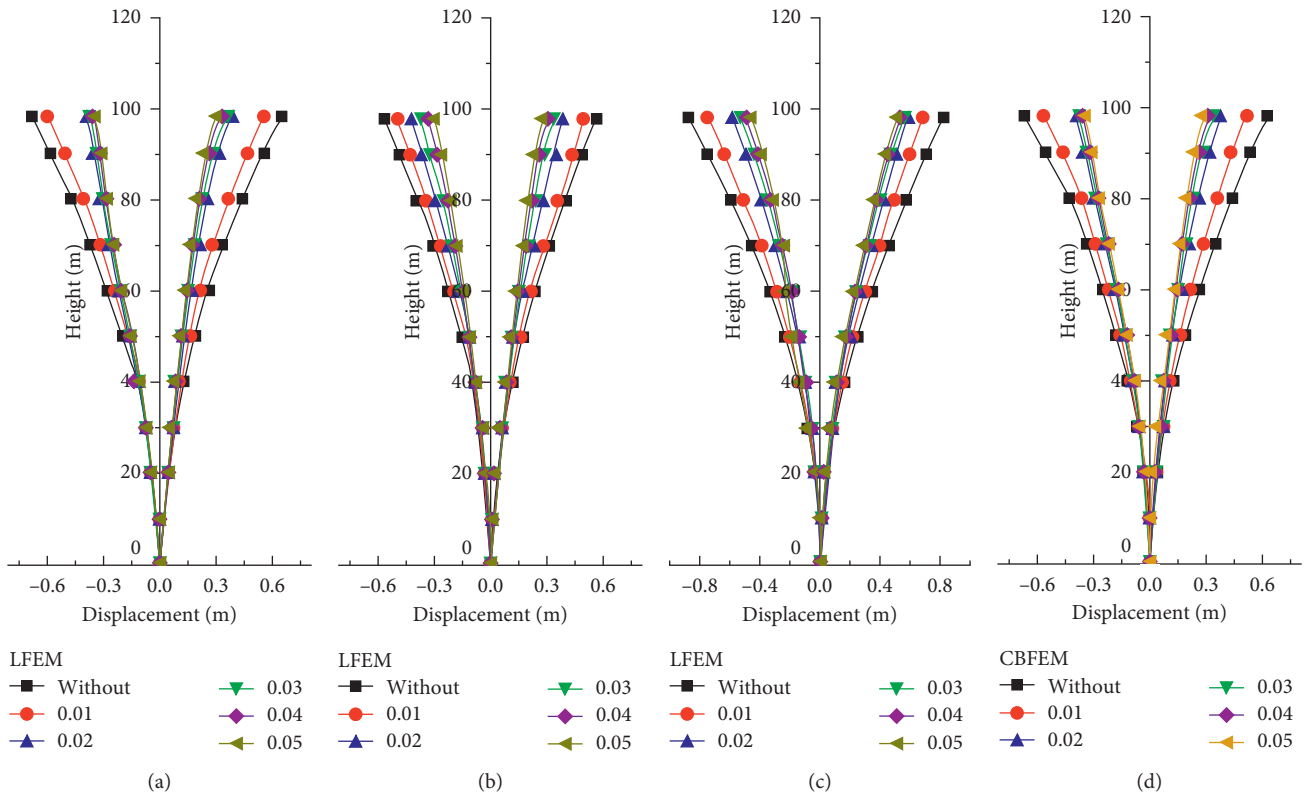 120
100
80
60
40
20
0
Height (m)
–0.6 –0.3 0.0 0.3 0.6
Displacement (m)
LFEM
Without
0.01
0.02
0.03
0.04
0.05
(a)
120
100
80
60
40
20
0
Height (m)
–0.6 –0.3 0.0 0.3 0.6
Displacement (m)
LFEM
Without
0.01
0.02
0.03
0.04
0.05
(b)
120
100
80
60
40
20
0
Height (m)
–0.8 –0.4 0.0 0.4 0.8
Displacement (m)
LFEM
Without
0.01
0.02
0.03
0.04
0.05
(c)
120
100
80
60
40
20
0
Height (m)
–0.6 –0.3 0.0 0.3 0.6
Displacement (m)
CBFEM
Without
0.01
0.02
0.03
0.04
0.05
(d)